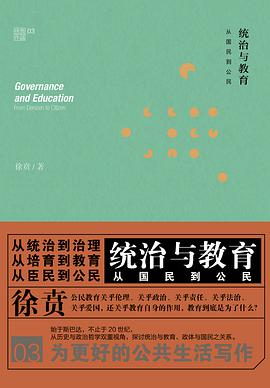 03
统治与教育
从国民到公民
Governance
and Education
From Denizen to Citizen
徐贲 / 著
从统治到治理
从培育到教育
从臣民到公民
统治与教育
从国民到公民
徐贲
公民教育关乎伦理、关乎政治、关乎责任、关乎法治、
关乎爱国，还关乎教育自身的作用，教育到底是为了什么？
03
始于斯巴达，不止于20世纪，
从历史与政治哲学双重视角，探讨统治与教育、政体与国民之关系。
为更好的公共生活写作